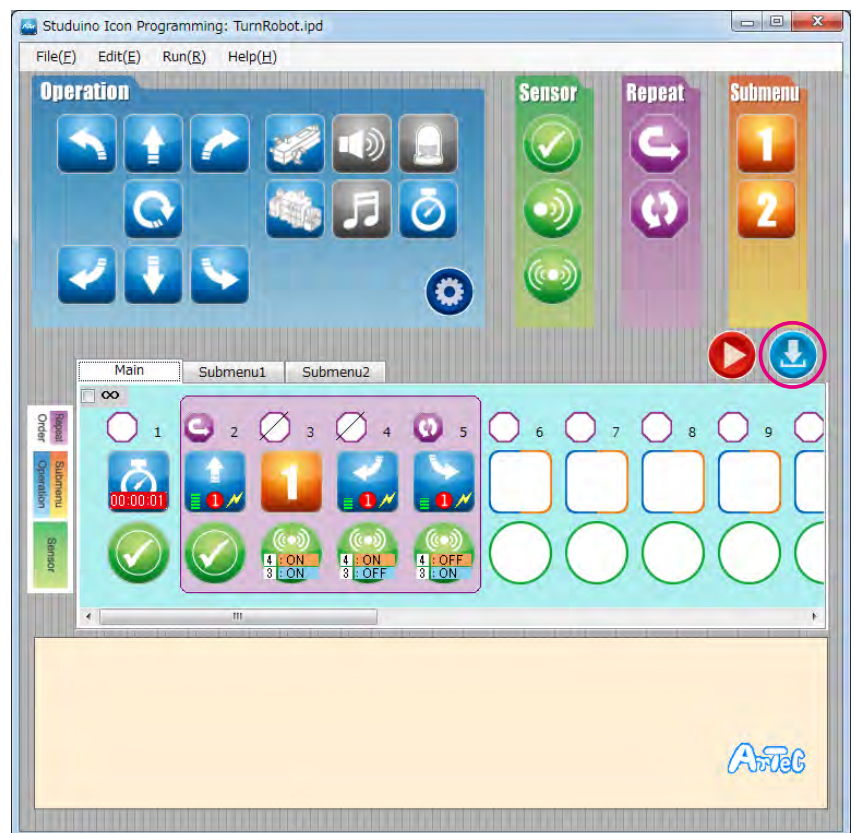 Studuino Icon Programming: TurnRobot.ipd
File(F) Edit(E) Run(R) Help(H)
Operation
Sensor
Repeat
Submenu
1
2
Main Submenu1 Submenu2
∞
Repeat
Order
1 2 3 4 5 6 7 8 9
Submenu
Operation
00:00:01 1 1 1 1
Sensor
4 : ON 4 : ON 4 : OFF
3 : ON 3 : OFF 3 : ON
ArTeC